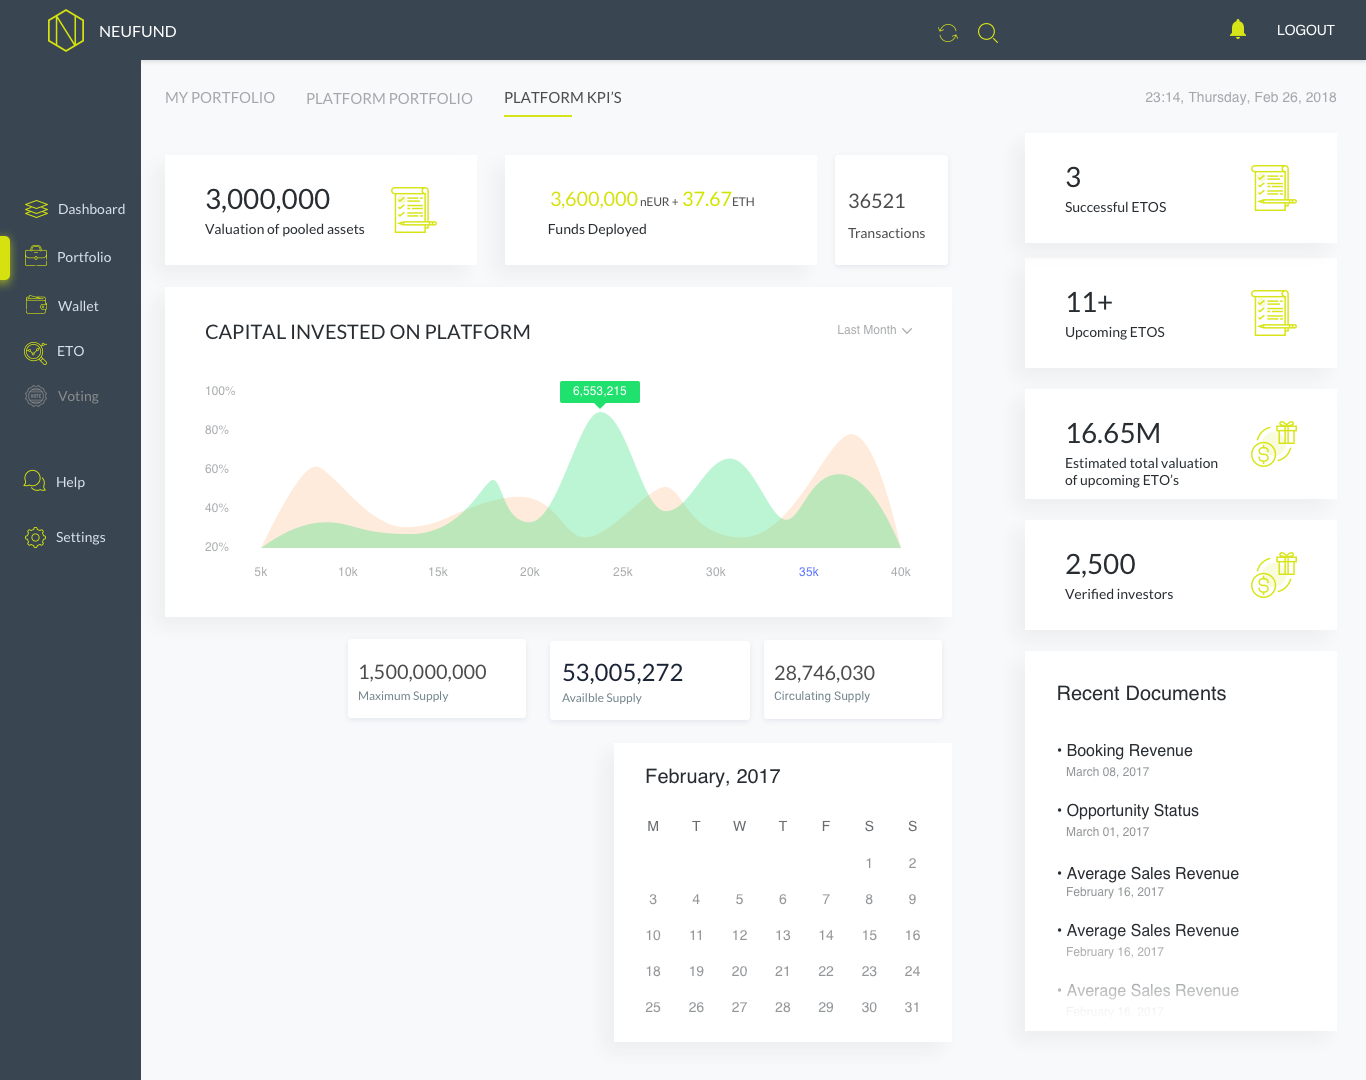 NEUFUND
LOGOUT
MY PORTFOLIO
PLATFORM PORTFOLIO
PLATFORM KPI'S
23:14, Thursday, Feb 26, 2018
Dashboard
Portfolio
Wallet
ETO
VOTE
Voting
Help
Settings
3,000,000
Valuation of pooled assets
3,600,000 nEUR + 37.67 ETH
Funds Deployed
36521
Transactions
CAPITAL INVESTED ON PLATFORM
Last Month
100%
80%
60%
40%
20%
6,553,215
5k 10k 15k 20k 25k 30k 35k 40k
1,500,000,000
Maximum Supply
53,005,272
Availble Supply
28,746,030
Circulating Supply
February, 2017
M T W T F S S
1 2
3 4 5 6 7 8 9
10 11 12 13 14 15 16
18 19 20 21 22 23 24
25 26 27 28 29 30 31
3
Successful ETOS
11+
Upcoming ETOS
16.65M
Estimated total valuation
of upcoming ETO's
2,500
Verified investors
Recent Documents
• Booking Revenue
March 08, 2017
• Opportunity Status
March 01, 2017
• Average Sales Revenue
February 16, 2017
• Average Sales Revenue
February 16, 2017
• Average Sales Revenue
February 16, 2017